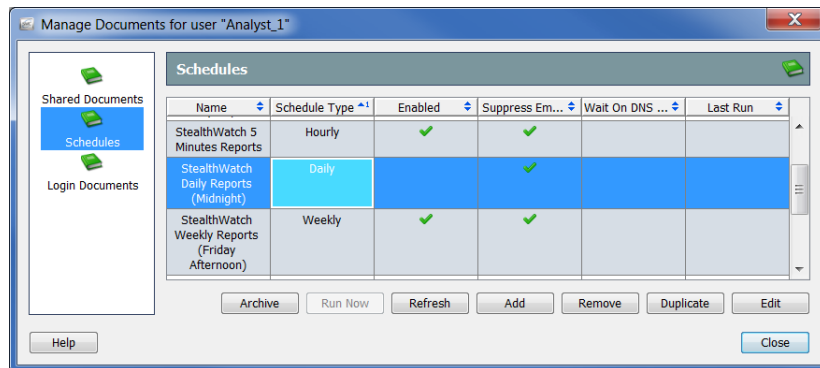 Manage Documents for user "Analyst_1"
X
Shared Documents
Schedules
Login Documents
Schedules
Name Schedule Type 1 Enabled Suppress Em... Wait On DNS ... Last Run
StealthWatch 5
Minutes Reports
Hourly
StealthWatch
Daily Reports
(Midnight)
Daily
StealthWatch
Weekly Reports
(Friday
Afternoon)
Weekly
Archive Run Now Refresh Add Remove Duplicate Edit
Help Close